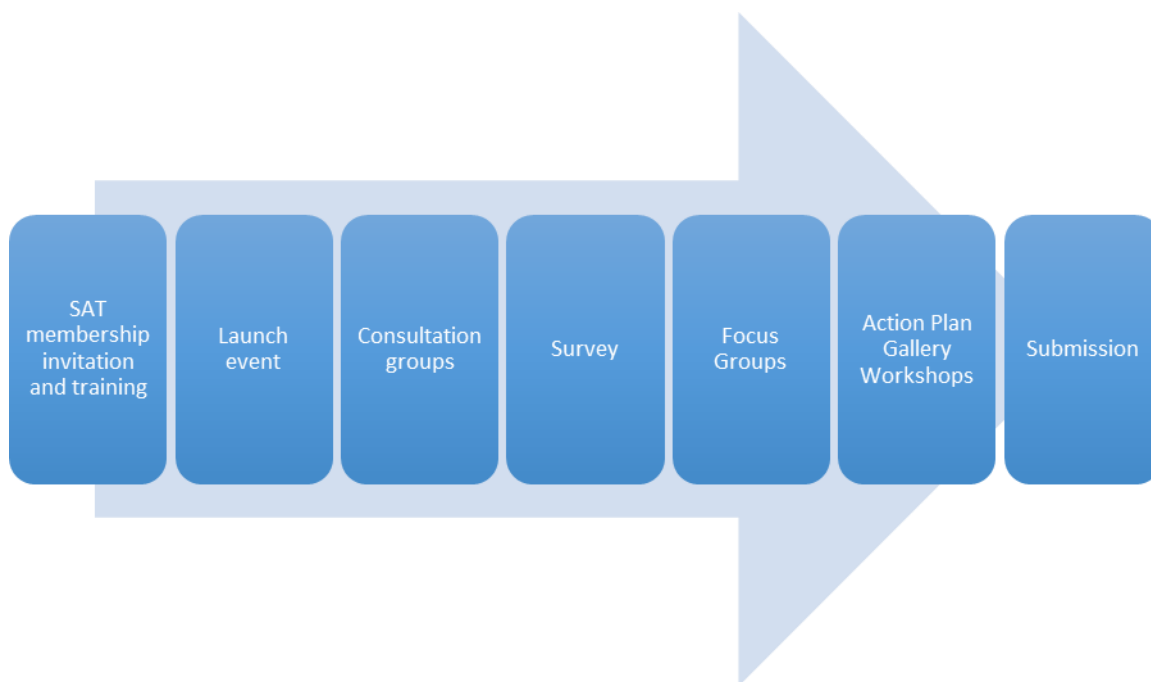 SAT
membership
invitation
and training
Launch
event
Consultation
groups
Survey
Focus
Groups
Action Plan
Gallery
Workshops
Submission